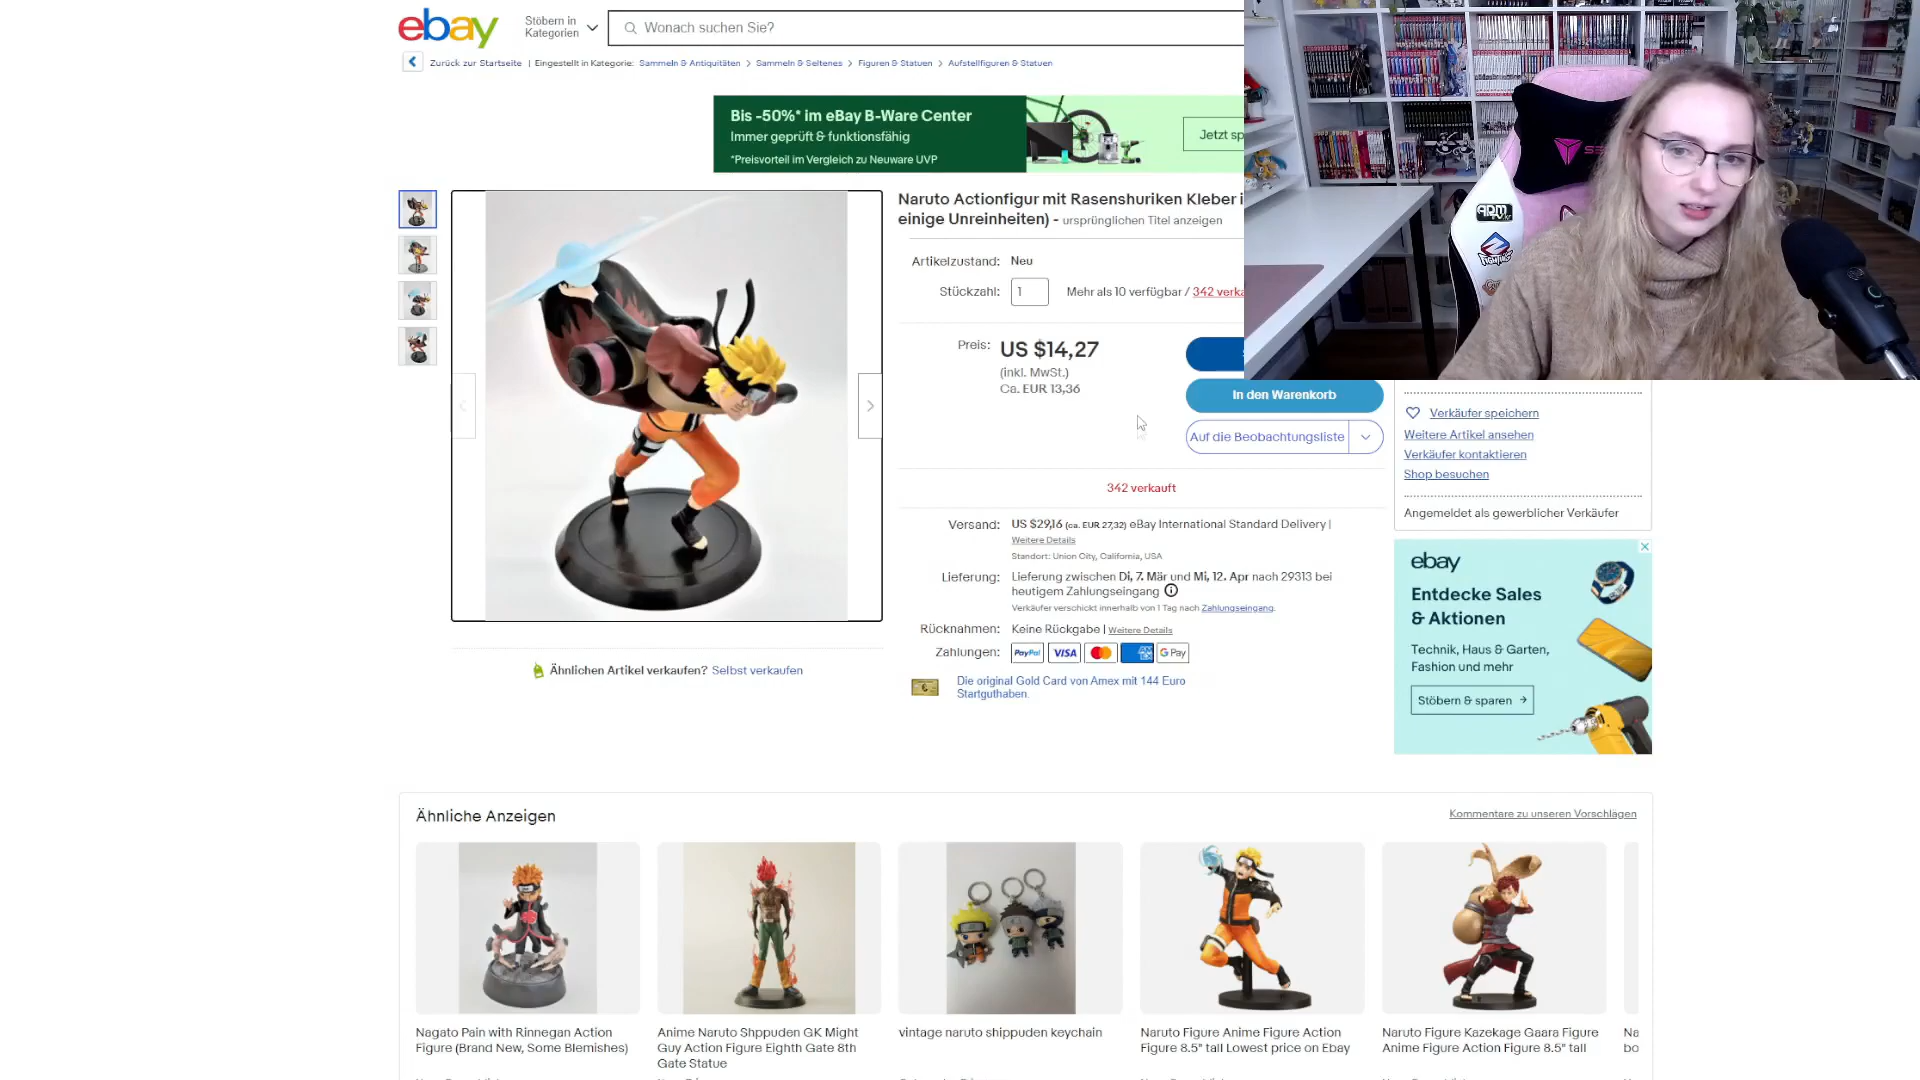 ebay
Stöbern in
Kategorien
Wonach suchen Sie?
Zurück zur Startseite | Eingestellt in Kategorie: Sammeln & Antiquitäten > Sammeln & Seltenes > Figuren & Statuen > Aufstellfiguren & Statuen
Bis -50%* im eBay B-Ware Center
Immer geprüft & funktionsfähig
*Preisvorteil im Vergleich zu Neuware UVP
Jetzt sp
Naruto Actionfigur mit Rasenshuriken Kleber i
einige Unreinheiten) - ursprünglichen Titel anzeigen
Artikelzustand: Neu
Stückzahl: 1 Mehr als 10 verfügbar / 342 verka
Preis: US $14,27
(inkl. MwSt.)
Ca. EUR 13,36
In den Warenkorb
Auf die Beobachtungsliste
342 verkauft
Versand: US $29,16 (ca. EUR 27,32) eBay International Standard Delivery |
Weitere Details
Standort: Union City, California, USA
Lieferung: Lieferung zwischen Di, 7. Mär und Mi, 12. Apr nach 29313 bei
heutigem Zahlungseingang
Verkäufer verschickt innerhalb von 1 Tag nach Zahlungseingang.
Rücknahmen: Keine Rückgabe | Weitere Details
Zahlungen: PayPal VISA G Pay
Die original Gold Card von Amex mit 144 Euro
Startguthaben.
Ähnlichen Artikel verkaufen? Selbst verkaufen
Verkäufer speichern
Weitere Artikel ansehen
Verkäufer kontaktieren
Shop besuchen
Angemeldet als gewerblicher Verkäufer
ebay
Entdecke Sales
& Aktionen
Technik, Haus & Garten,
Fashion und mehr
Stöbern & sparen →
Ähnliche Anzeigen
Kommentare zu unseren Vorschlägen
Nagato Pain with Rinnegan Action
Figure (Brand New, Some Blemishes)
Anime Naruto Shppuden GK Might
Guy Action Figure Eighth Gate 8th
Gate Statue
vintage naruto shippuden keychain
Naruto Figure Anime Figure Action
Figure 8.5" tall Lowest price on Ebay
Naruto Figure Kazekage Gaara Figure
Anime Figure Action Figure 8.5" tall
Na
bo